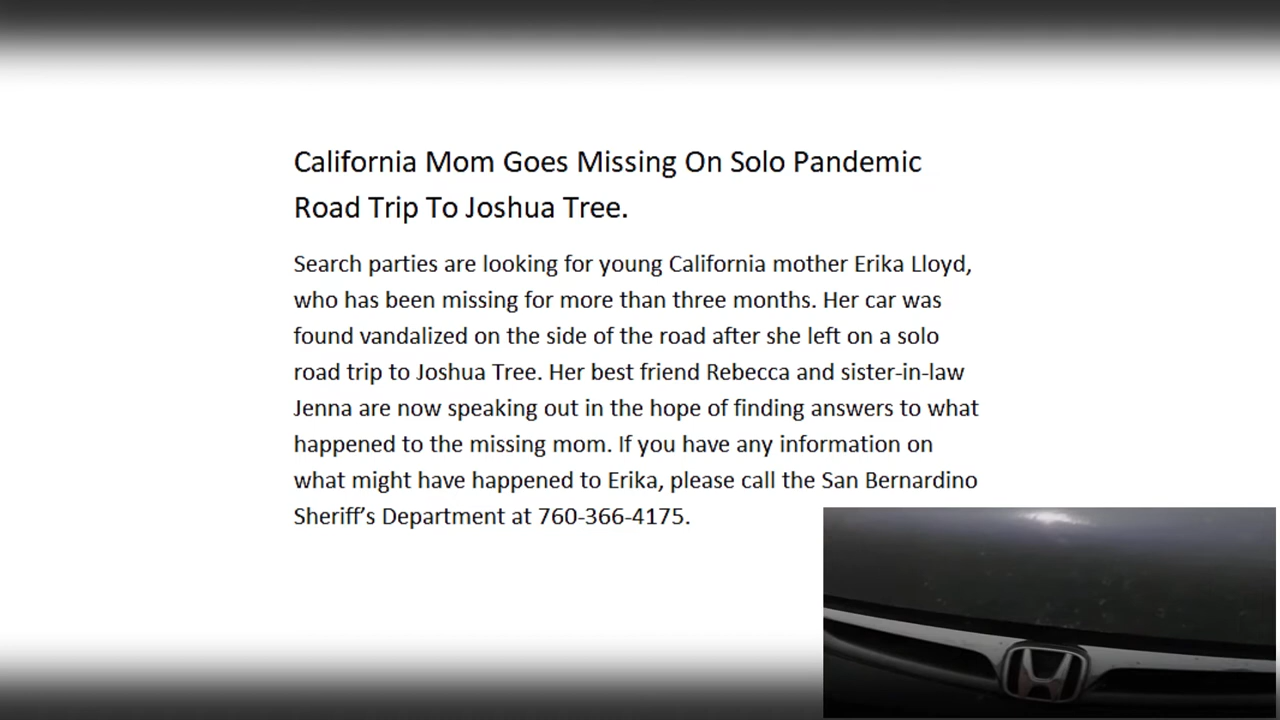 California Mom Goes Missing On Solo Pandemic
Road Trip To Joshua Tree.
Search parties are looking for young California mother Erika Lloyd,
who has been missing for more than three months. Her car was
found vandalized on the side of the road after she left on a solo
road trip to Joshua Tree. Her best friend Rebecca and sister-in-law
Jenna are now speaking out in the hope of finding answers to what
happened to the missing mom. If you have any information on
what might have happened to Erika, please call the San Bernardino
Sheriff’s Department at 760-366-4175.